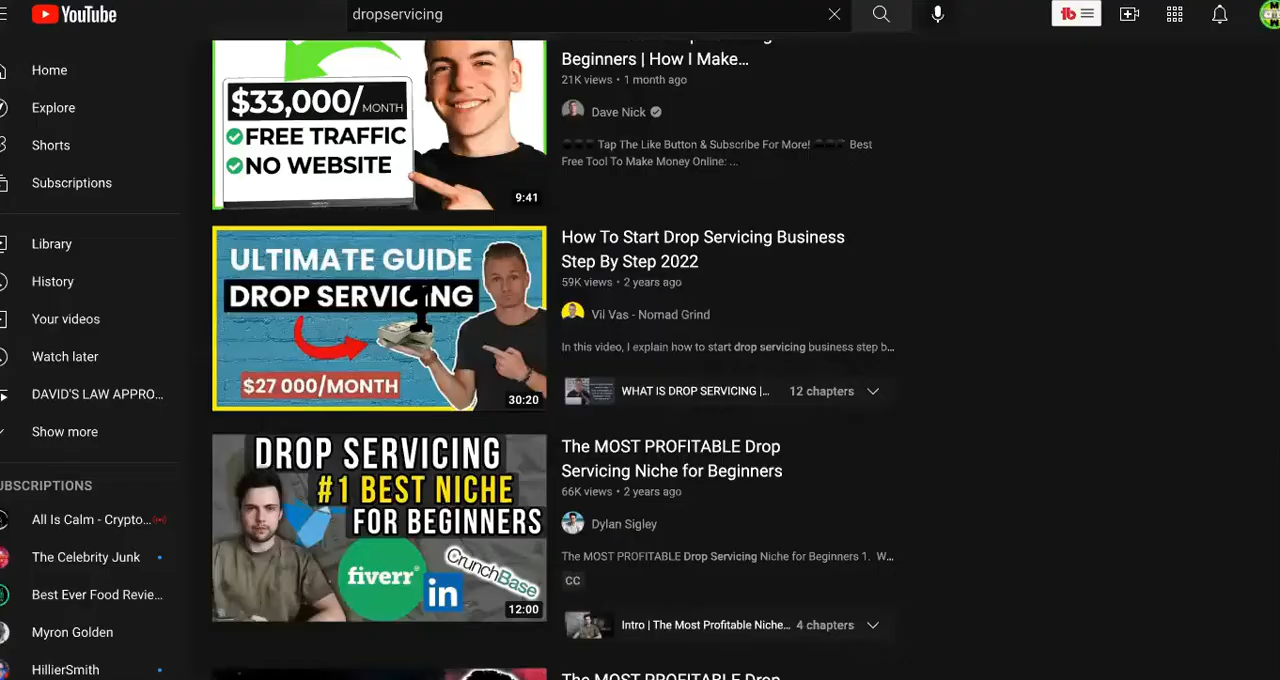 YouTube
dropservicing
Home
Explore
Shorts
Subscriptions
Library
History
Your videos
Watch later
DAVID'S LAW APPRO...
Show more
UBSCRIPTIONS
All Is Calm - Crypto...
The Celebrity Junk
Best Ever Food Revie...
Myron Golden
HillierSmith
$33,000/MONTH
FREE TRAFFIC
NO WEBSITE
9:41
Beginners | How I Make...
21K views • 1 month ago
Dave Nick
Tap The Like Button & Subscribe For More! Best
Free Tool To Make Money Online: ...
ULTIMATE GUIDE
DROP SERVICING
$27 000/MONTH
30:20
How To Start Drop Servicing Business
Step By Step 2022
59K views • 2 years ago
Vil Vas - Nomad Grind
In this video, I explain how to start drop servicing business step b...
WHAT IS DROP SERVICING |... 12 chapters
DROP SERVICING
#1 BEST NICHE
FOR BEGINNERS
fiverr
in
CrunchBase
12:00
The MOST PROFITABLE Drop
Servicing Niche for Beginners
66K views • 2 years ago
Dylan Sigley
The MOST PROFITABLE Drop Servicing Niche for Beginners 1. W...
CC
Intro | The Most Profitable Niche... 4 chapters
The MOST PROFITABLE Drop